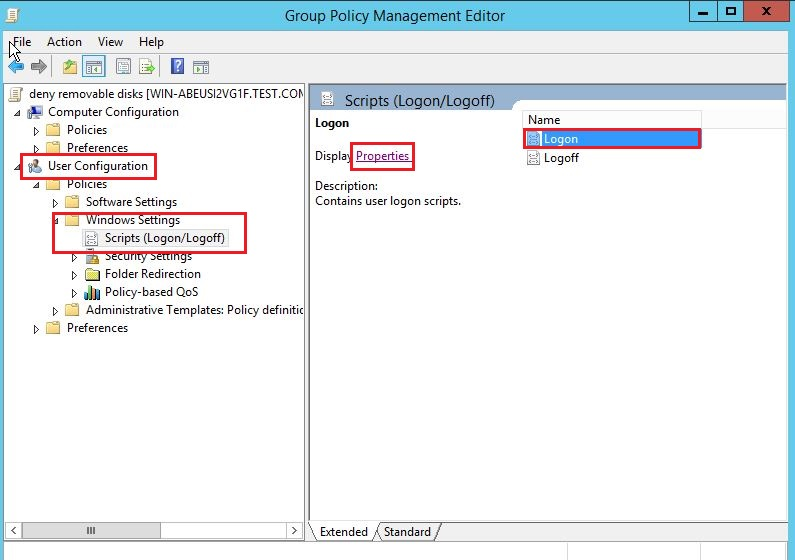 Group Policy Management Editor
File Action View Help
deny removable disks [WIN-ABEUSI2VG1F.TEST.COM
Computer Configuration
Policies
Preferences
User Configuration
Policies
Software Settings
Windows Settings
Scripts (Logon/Logoff)
Security Settings
Folder Redirection
Policy-based QoS
Administrative Templates: Policy definitic
Preferences
Scripts (Logon/Logoff)
Logon
Display Properties
Description:
Contains user logon scripts.
Name
Logon
Logoff
Extended Standard